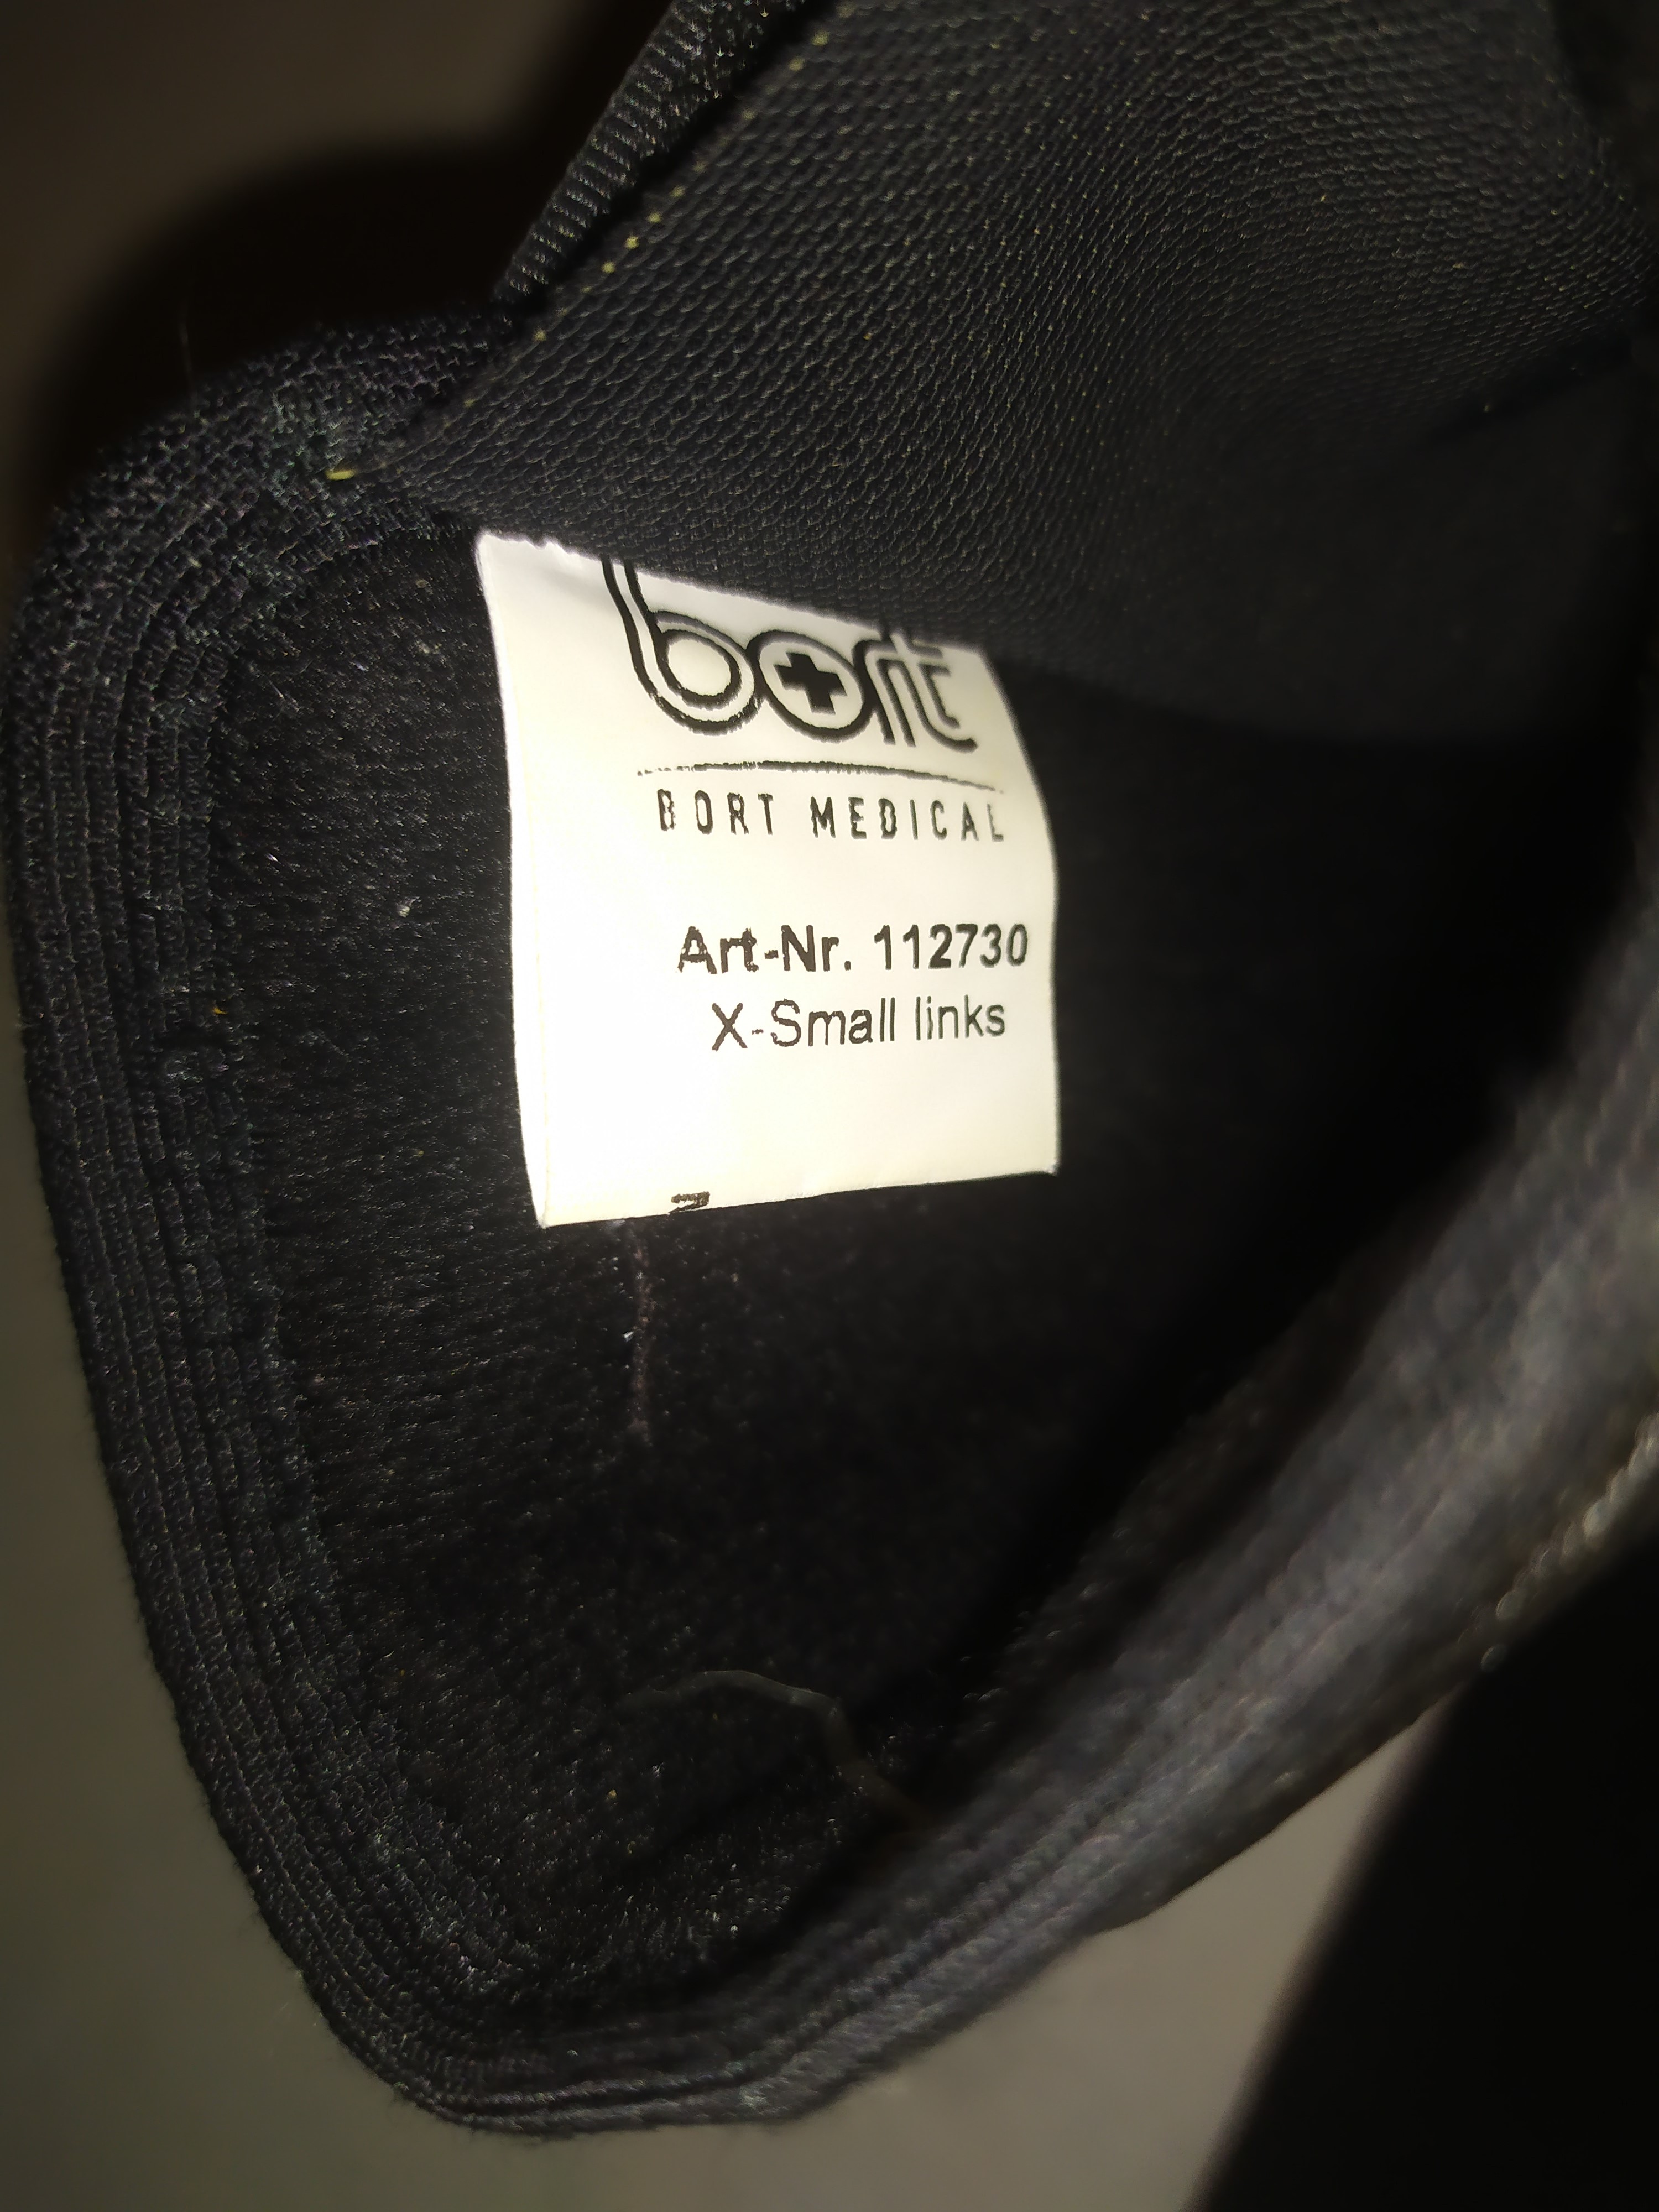 bort
BORT MEDICAL
Art-Nr. 112730
X-Small links